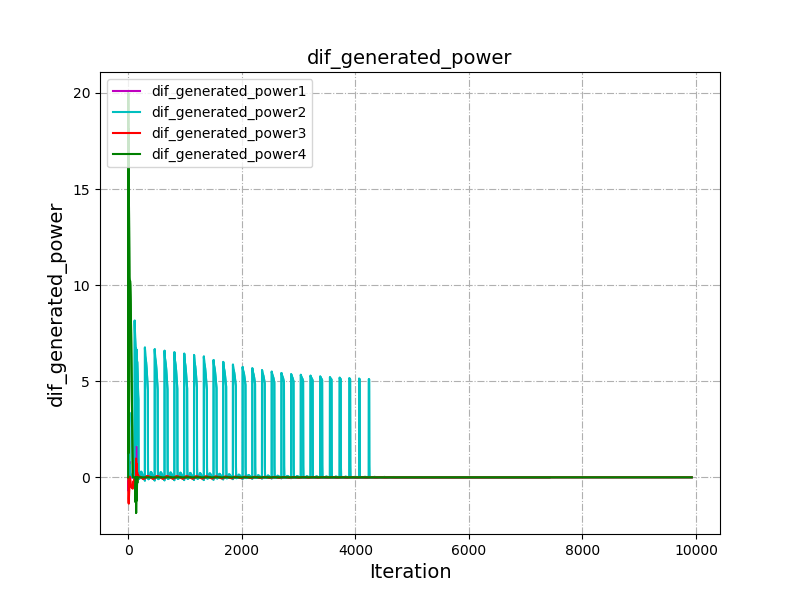 dif_generated_power
dif_generated_power1
dif_generated_power2
dif_generated_power3
dif_generated_power4
dif_generated_power
20
15
10
5
0
0
2000
4000
6000
8000
10000
Iteration